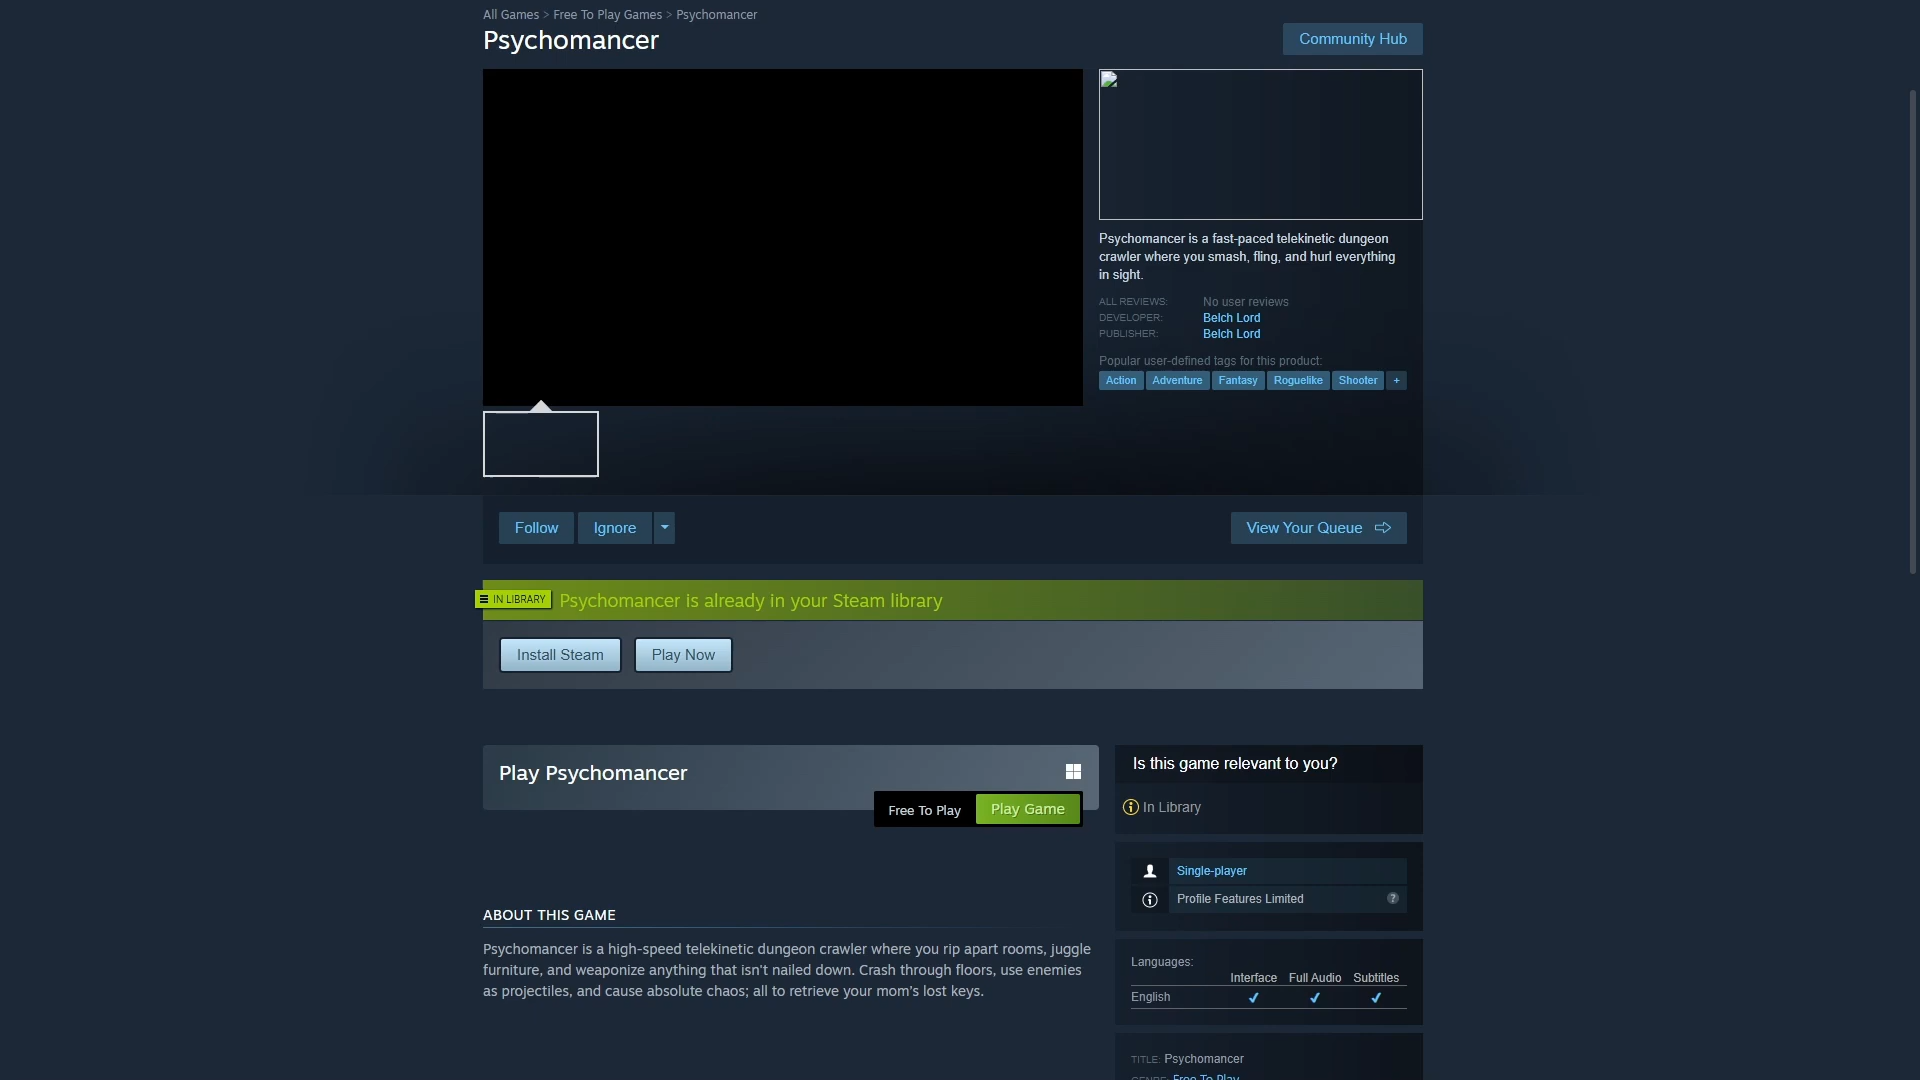 All Games > Free To Play Games > Psychomancer
Psychomancer
Community Hub
Psychomancer is a fast-paced telekinetic dungeon
crawler where you smash, fling, and hurl everything
in sight.
ALL REVIEWS: No user reviews
DEVELOPER: Belch Lord
PUBLISHER: Belch Lord
Popular user-defined tags for this product:
Action Adventure Fantasy Roguelike Shooter +
Follow Ignore View Your Queue
IN LIBRARY Psychomancer is already in your Steam library
Install Steam Play Now
Play Psychomancer
Free To Play Play Game
Is this game relevant to you?
In Library
Single-player
Profile Features Limited ?
ABOUT THIS GAME
Psychomancer is a high-speed telekinetic dungeon crawler where you rip apart rooms, juggle
furniture, and weaponize anything that isn't nailed down. Crash through floors, use enemies
as projectiles, and cause absolute chaos; all to retrieve your mom's lost keys.
Languages:
Interface Full Audio Subtitles
English ✔ ✔ ✔
TITLE: Psychomancer
GENRE: Free To Play